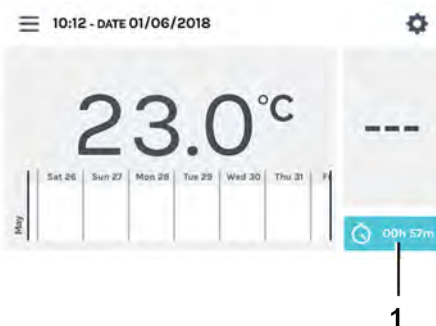 10:12 - DATE 01/06/2018
23.0°C
---
Sat 26 Sun 27 Mon 28 Tue 29 Wed 30 Thu 31
May
00h 57m
1